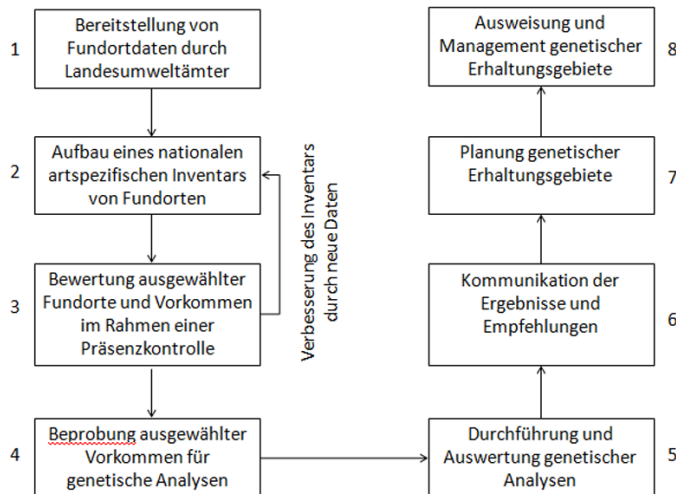 1
Bereitstellung von
Fundortdaten durch
Landesumweltämter
2
Aufbau eines nationalen
artspezifischen Inventars
von Fundorten
3
Bewertung ausgewählter
Fundorte und Vorkommen
im Rahmen einer
Präsenzkontrolle
Verbesserung des Inventars
durch neue Daten
4
Beprobung ausgewählter
Vorkommen für
genetische Analysen
Durchführung und
Auswertung genetischer
Analysen
5
Kommunikation der
Ergebnisse und
Empfehlungen
6
Planung genetischer
Erhaltungsgebiete
7
Ausweisung und
Management genetischer
Erhaltungsgebiete
8